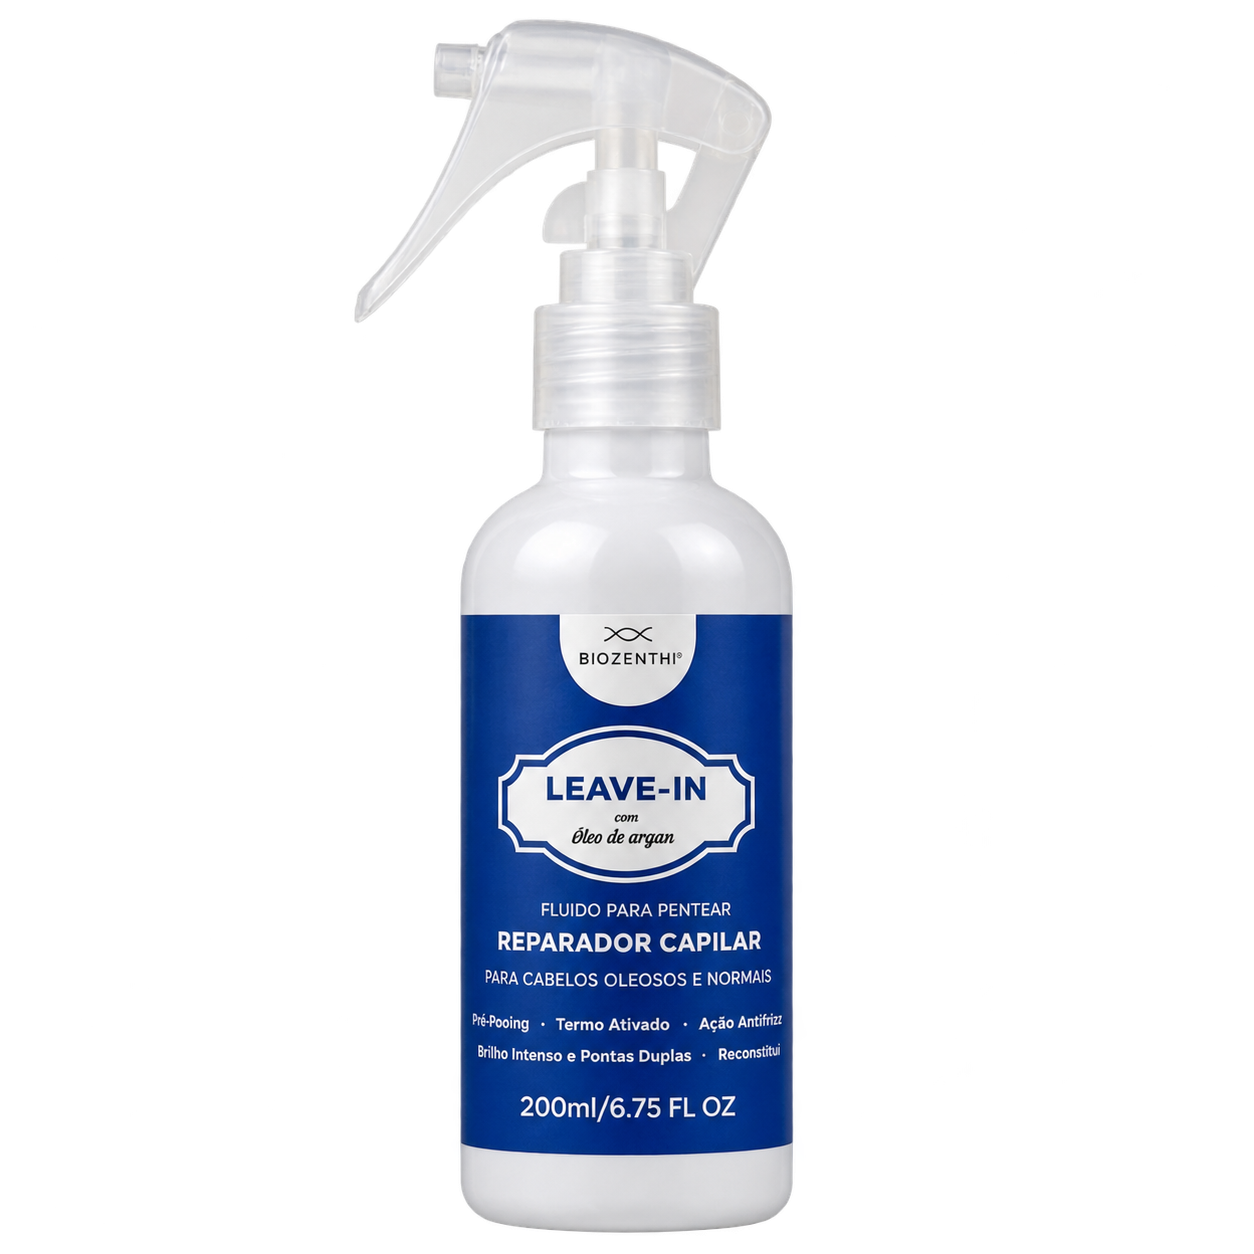 BIOZENTHI®
LEAVE-IN
com
Óleo de argan
FLUIDO PARA PENTEAR
REPARADOR CAPILAR
PARA CABELOS OLEOSOS E NORMAIS
Pré-Pooing · Termo Ativado · Ação Antifrizz
Brilho Intenso e Pontas Duplas · Reconstitui
200ml/6.75 FL OZ